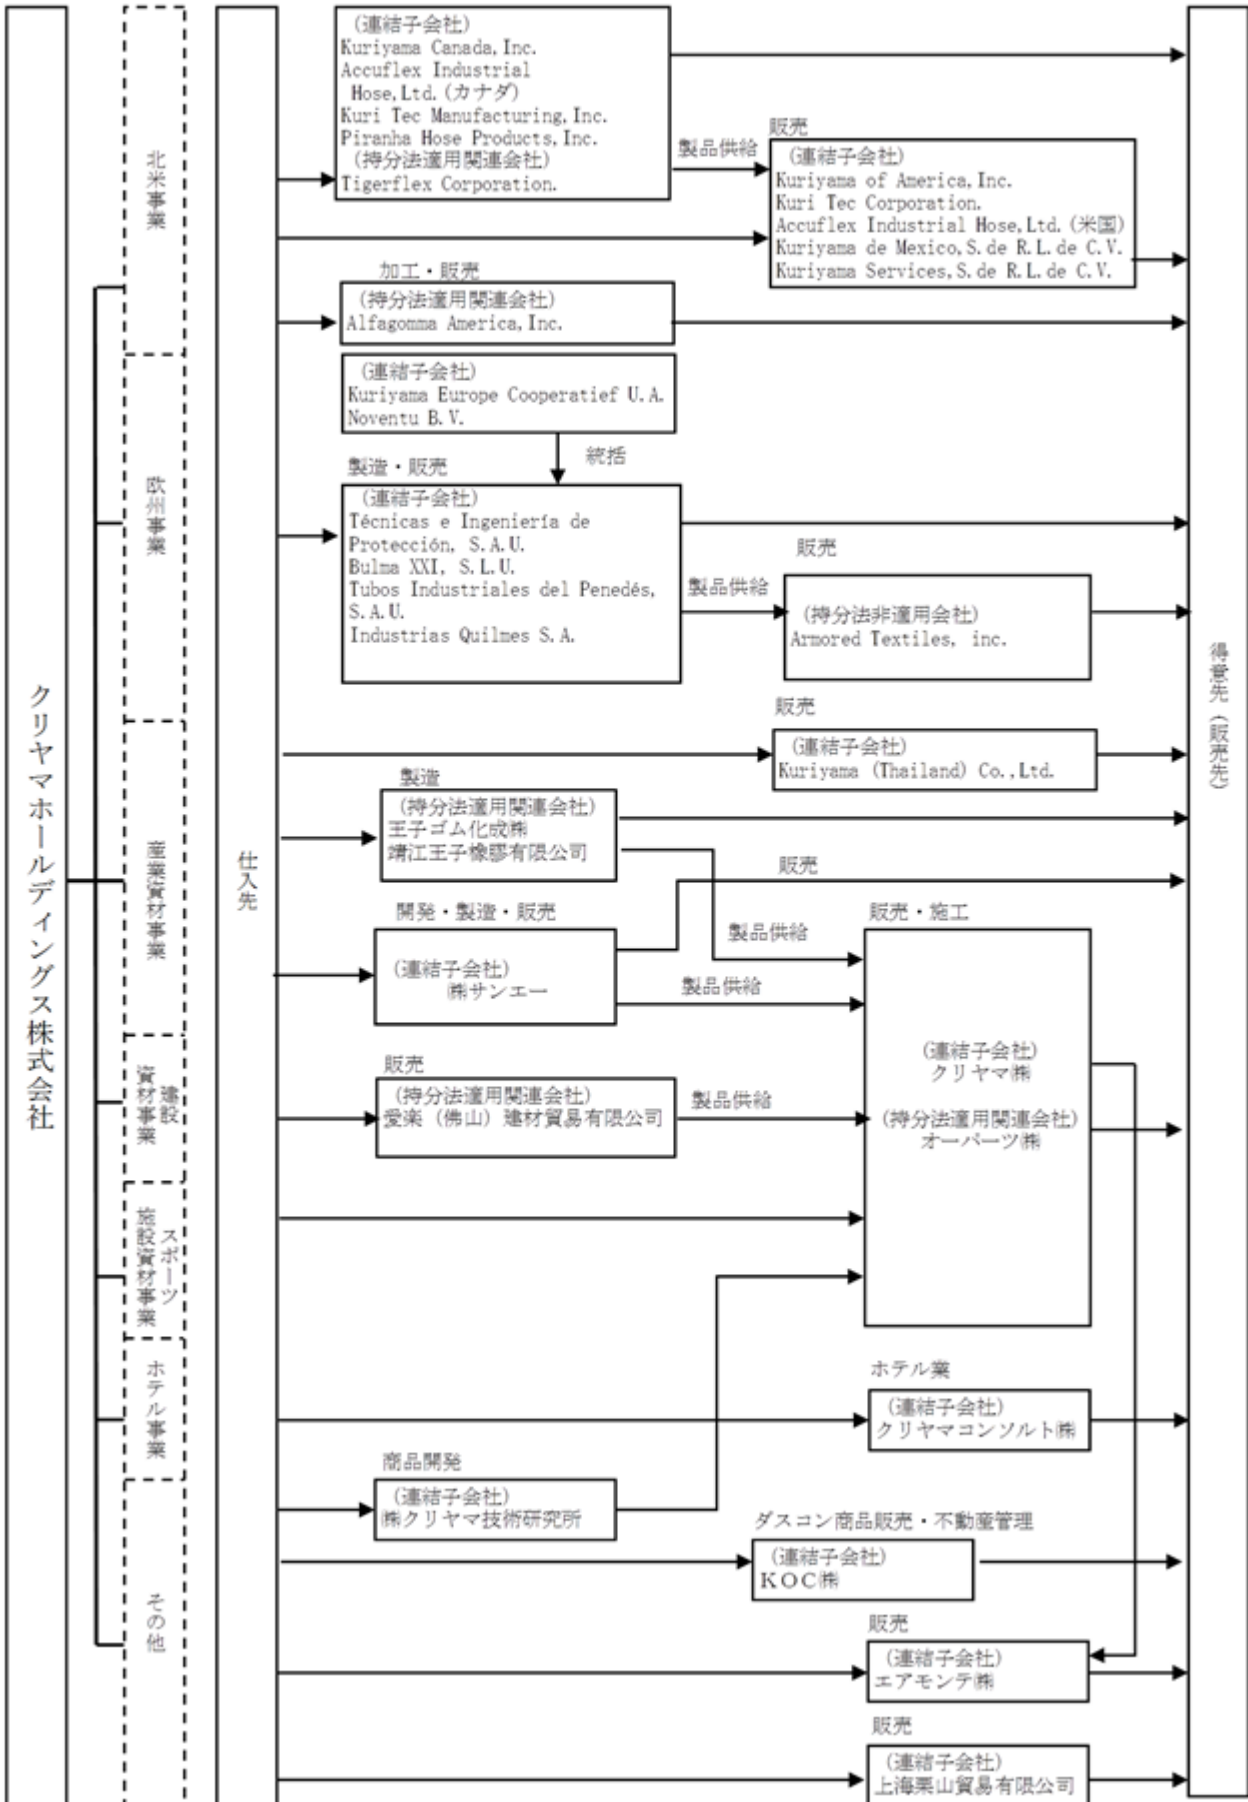 クリヤマホールディングス株式会社
北米事業
欧州事業
産業資材事業
建設
資材事業
スポーツ
施設資材事業
ホテル事業
その他
仕入先
(連結子会社)
Kuriyama Canada,Inc.
Accuflex Industrial
Hose,Ltd.(カナダ)
Kuri Tec Manufacturing,Inc.
Piranha Hose Products,Inc.
(持分法適用関連会社)
Tigerflex Corporation.
製品供給
販売
(連結子会社)
Kuriyama of America,Inc.
Kuri Tec Corporation.
Accuflex Industrial Hose,Ltd.(米国)
Kuriyama de Mexico,S.de R.L.de C.V.
Kuriyama Services,S.de R.L.de C.V.
加工・販売
(持分法適用関連会社)
Alfagomma America,Inc.
(連結子会社)
Kuriyama Europe Cooperatief U.A.
Noventu B.V.
統括
製造・販売
(連結子会社)
Técnicas e Ingeniería de
Protección, S.A.U.
Bulma XXI, S.L.U.
Tubos Industriales del Penedés,
S.A.U.
Industrias Quilmes S.A.
製品供給
販売
(持分法非適用会社)
Armored Textiles, inc.
販売
(連結子会社)
Kuriyama (Thailand) Co.,Ltd.
製造
(持分法適用関連会社)
王子ゴム化成㈱
靖江王子橡膠有限公司
販売
製品供給
開発・製造・販売
(連結子会社)
㈱サンエー
製品供給
販売・施工
(連結子会社)
クリヤマ㈱
(持分法適用関連会社)
オーパーツ㈱
販売
(持分法適用関連会社)
愛楽（佛山）建材貿易有限公司
製品供給
ホテル業
(連結子会社)
クリヤマコンソルト㈱
商品開発
(連結子会社)
㈱クリヤマ技術研究所
ダスコン商品販売・不動産管理
(連結子会社)
ＫＯＣ㈱
販売
(連結子会社)
エアモンテ㈱
販売
(連結子会社)
上海栗山貿易有限公司
得意先（販売先）